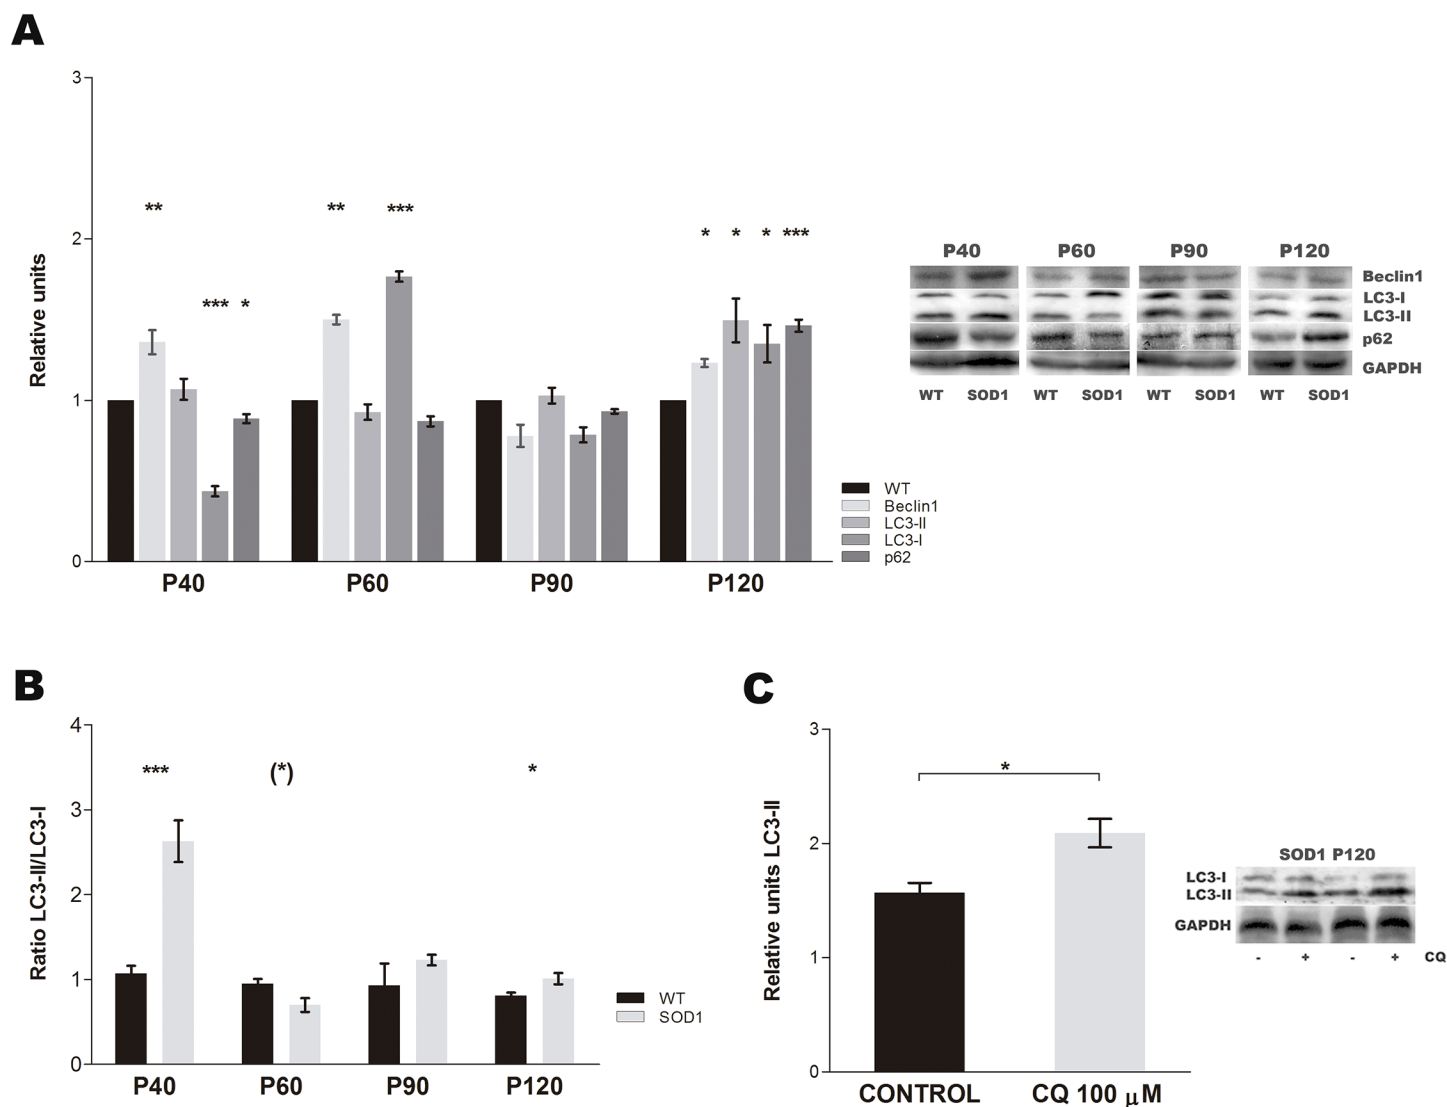 A
3
2
1
0
Relative units
** *** * ** *** * * * ***
P40 P60 P90 P120
WT
Beclin1
LC3-II
LC3-I
p62
P40 P60 P90 P120
Beclin1
LC3-I
LC3-II
p62
GAPDH
WT SOD1 WT SOD1 WT SOD1 WT SOD1
B
4
3
2
1
0
Ratio LC3-II/LC3-I
*** (*) *
P40 P60 P90 P120
WT
SOD1
C
3
2
1
0
Relative units LC3-II
*
CONTROL CQ 100 μM
SOD1 P120
LC3-I
LC3-II
GAPDH
- + - + CQ